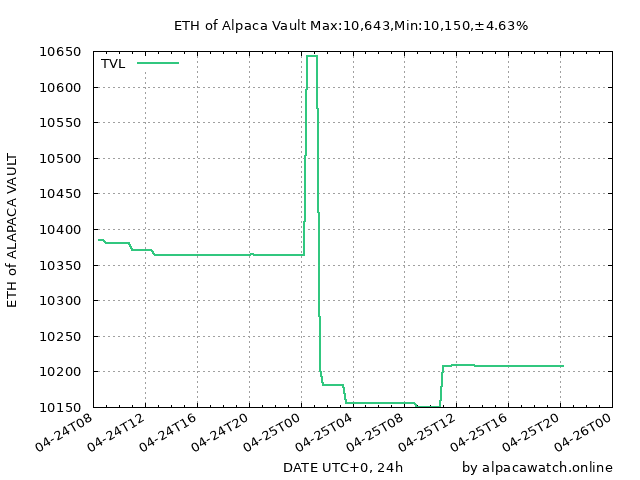 ETH of Alpaca Vault Max:10,643,Min:10,150,±4.63%
TVL
ETH of ALAPACA VAULT
10650
10600
10550
10500
10450
10400
10350
10300
10250
10200
10150
04-24T08
04-24T12
04-24T16
04-24T20
04-25T00
04-25T04
04-25T08
04-25T12
04-25T16
04-25T20
04-26T00
DATE UTC+0, 24h
by alpacawatch.online